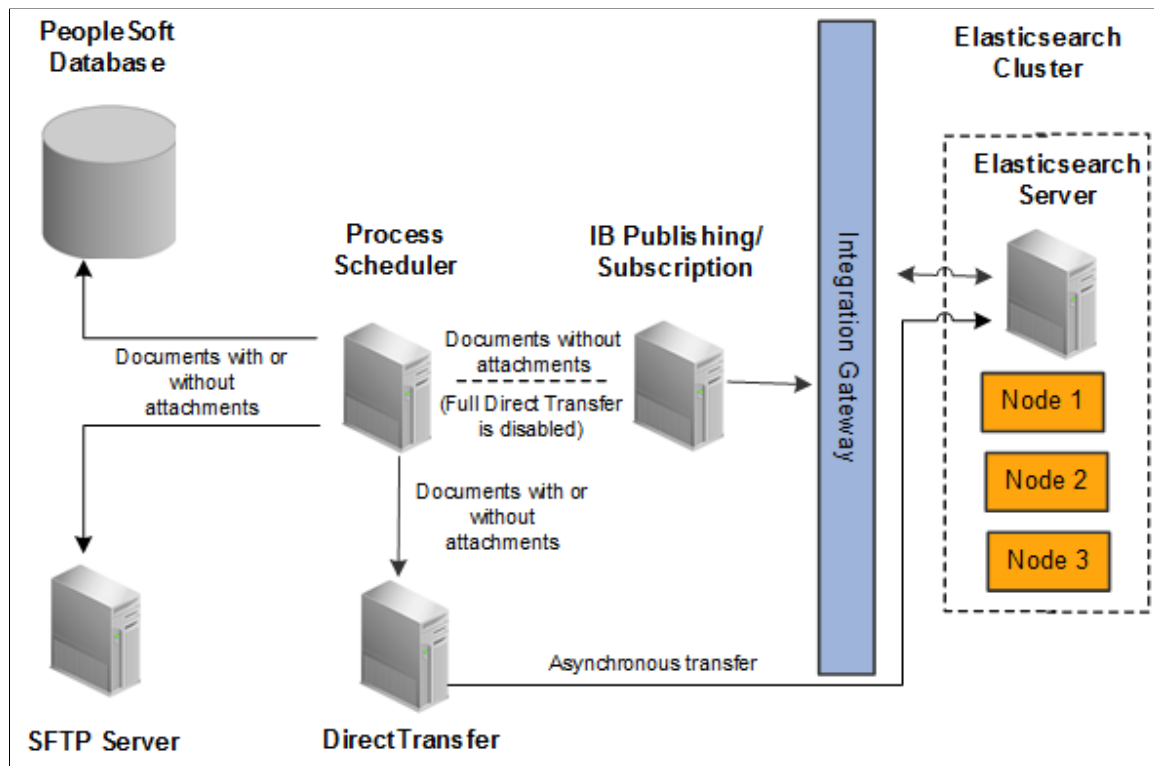 PeopleSoft
Database
Elasticsearch
Cluster
Elasticsearch
Server
Process
Scheduler
IB Publishing/
Subscription
Integration Gateway
Documents with or
without
attachments
Documents without
attachments
(Full Direct Transfer
is disabled)
Node 1
Node 2
Node 3
Documents with or
without
attachments
Asynchronous transfer
SFTP Server
DirectTransfer